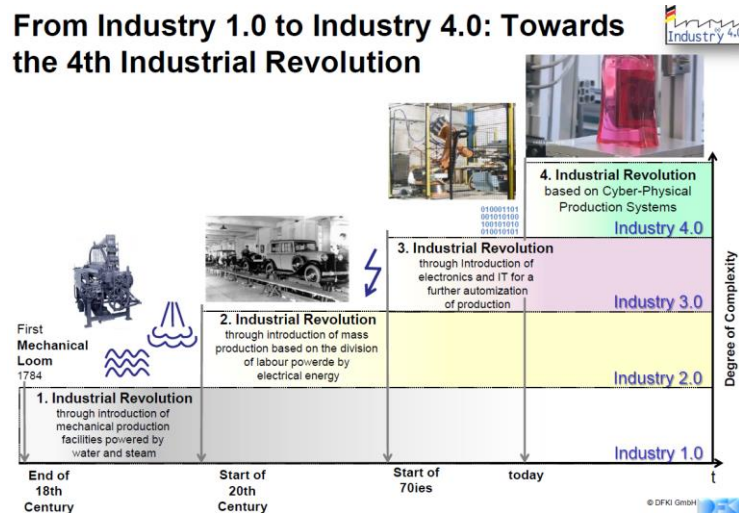 From Industry 1.0 to Industry 4.0: Towards
the 4th Industrial Revolution
Industry 4.0
4. Industrial Revolution
based on Cyber-Physical
Production Systems
Industry 4.0
010001101
001010100
100101010
010010101
3. Industrial Revolution
through Introduction of
electronics and IT for a
further automization
of production
Industry 3.0
2. Industrial Revolution
through introduction of mass
production based on the division
of labour powerde by
electrical energy
Industry 2.0
First
Mechanical
Loom
1784
1. Industrial Revolution
through introduction of
mechanical production
facilities powered by
water and steam
Industry 1.0
Degree of Complexity
End of
18th
Century
Start of
20th
Century
Start of
70ies
today
t
© DFKI GmbH